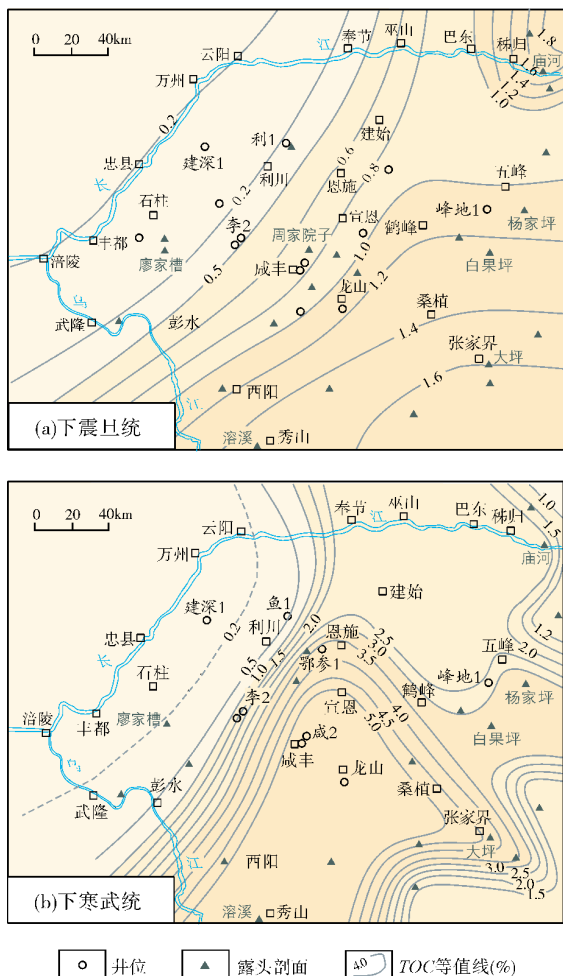 0 20 40km
云阳
奉节
巫山
巴东
秭归
江
庙河
万州
1.8
1.6
1.4
1.2
1.0
0.2
建始
忠县
建深1
利1
0.6
利川
恩施
0.8
五峰
长
石柱
0.2
李2
周家院子
宣恩
鹤峰
峰地1
杨家坪
丰都
廖家槽
0.5
咸丰
1.0
白果坪
涪陵
1.2
龙山
乌
桑植
武隆
彭水
1.4
张家界
大坪
1.6
江
酉阳
(a)下震旦统
溶溪
秀山
0 20 40km
云阳
奉节
巫山
巴东
秭归
江
1.0
1.5
庙河
万州
建深1
鱼1
建始
0.2
2.0
忠县
利川
恩施
2.5
1.2
1.5
3.0
五峰
2.0
1.0
鄂参1
3.5
0.5
长
石柱
李2
宣恩
鹤峰
峰地1
杨家坪
丰都
廖家槽
4.0
4.5
5.0
白果坪
涪陵
咸2
咸丰
乌
龙山
武隆
彭水
桑植
张家界
大坪
江
酉阳
3.0
2.5
2.0
1.5
(b)下寒武统
溶溪
秀山
井位
露头剖面
4.0
TOC等值线(%)